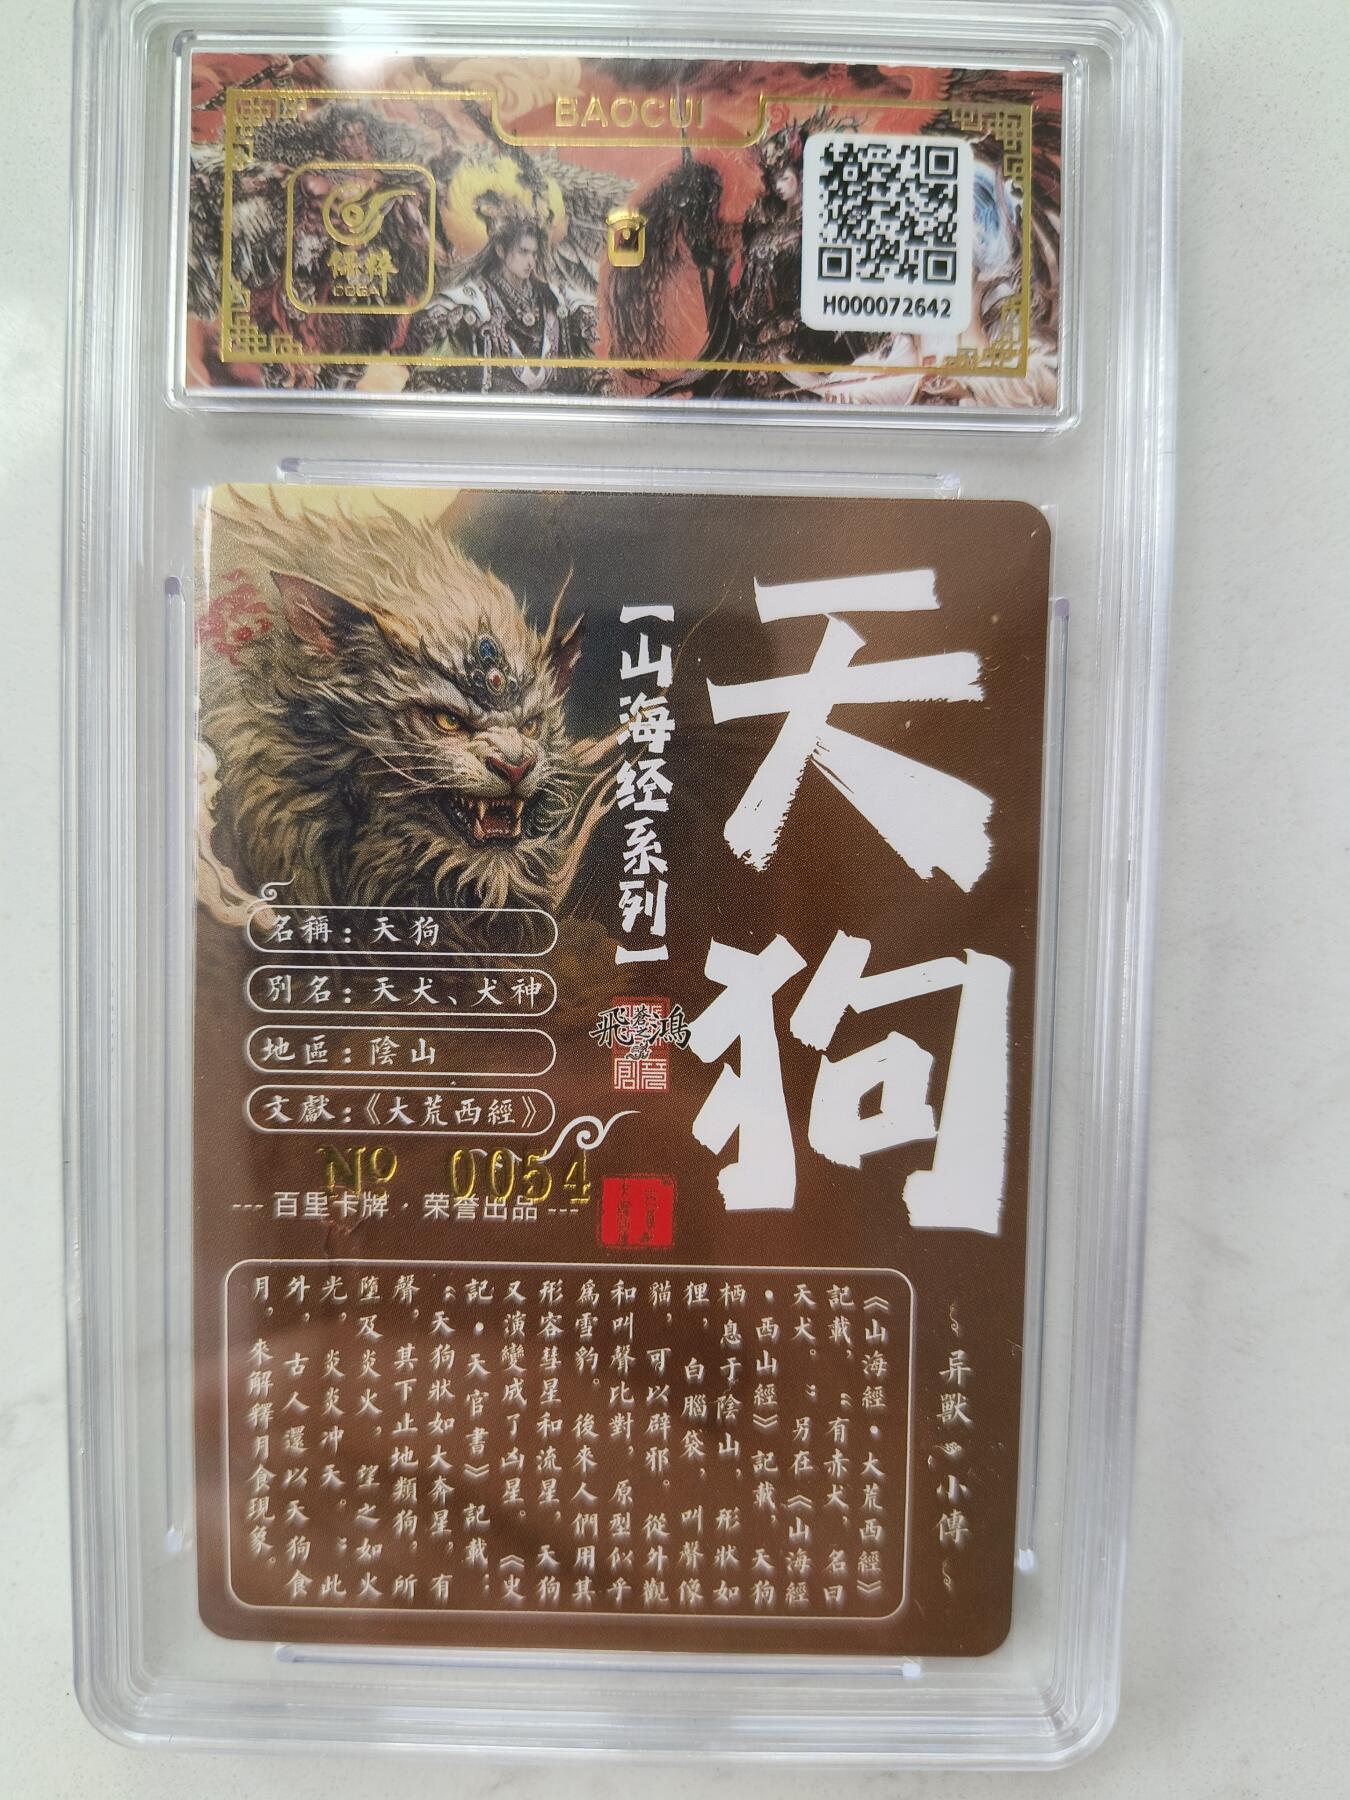 BAOCUI
保粹
H000072642
天狗
【山海经系列】
飛蒼之鴻
名稱：天狗
別名：天犬、犬神
地區：陰山
文獻：《大荒西經》
Nº 0054
--- 百里卡牌 · 荣誉出品 ---
异獸小傳
《山海經·大荒西經》
記載，“有赤犬，名曰
天犬。”另在《山海經
·西山經》記載，天狗
栖息于陰山，形狀如
狸，白腦袋，叫聲像
貓，可以辟邪。從外觀
和叫聲比對，原型似乎
爲雪豹。後來人們用其
形容彗星和流星，天狗
又演變成了凶星。《史
記·天官書》記載：
“天狗狀如大奔星，有
聲，其下止地類狗，所
墮及炎火，望之如火
光，炎炎冲天。”此
外，古人還以天狗食
月，來解釋月食現象。